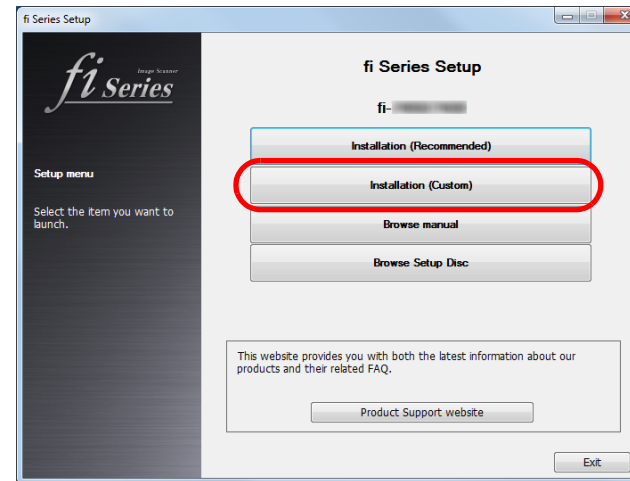 fi Series Setup
Image Scanner
fi Series
Setup menu
Select the item you want to
launch.
fi Series Setup
fi-
Installation (Recommended)
Installation (Custom)
Browse manual
Browse Setup Disc
This website provides you with both the latest information about our
products and their related FAQ.
Product Support website
Exit